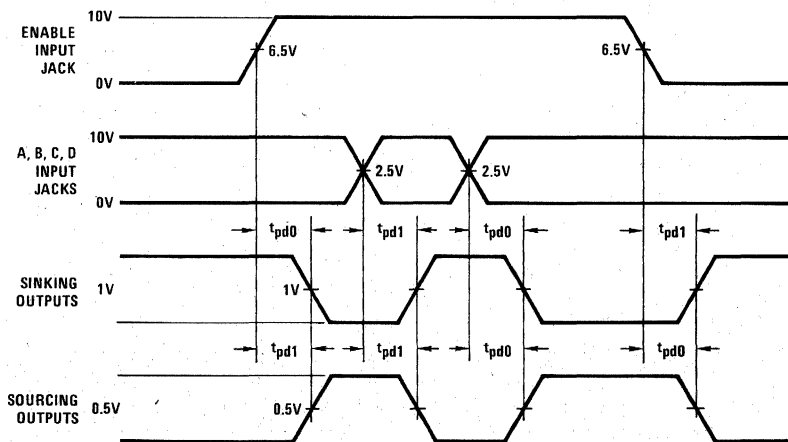 10V
ENABLE
INPUT
JACK
6.5V
6.5V
0V
10V
A, B, C, D
INPUT
JACKS
2.5V
2.5V
0V
tpd0
tpd1
tpd0
tpd1
SINKING
OUTPUTS
1V
1V
tpd1
tpd1
tpd0
tpd0
SOURCING
OUTPUTS
0.5V
0.5V